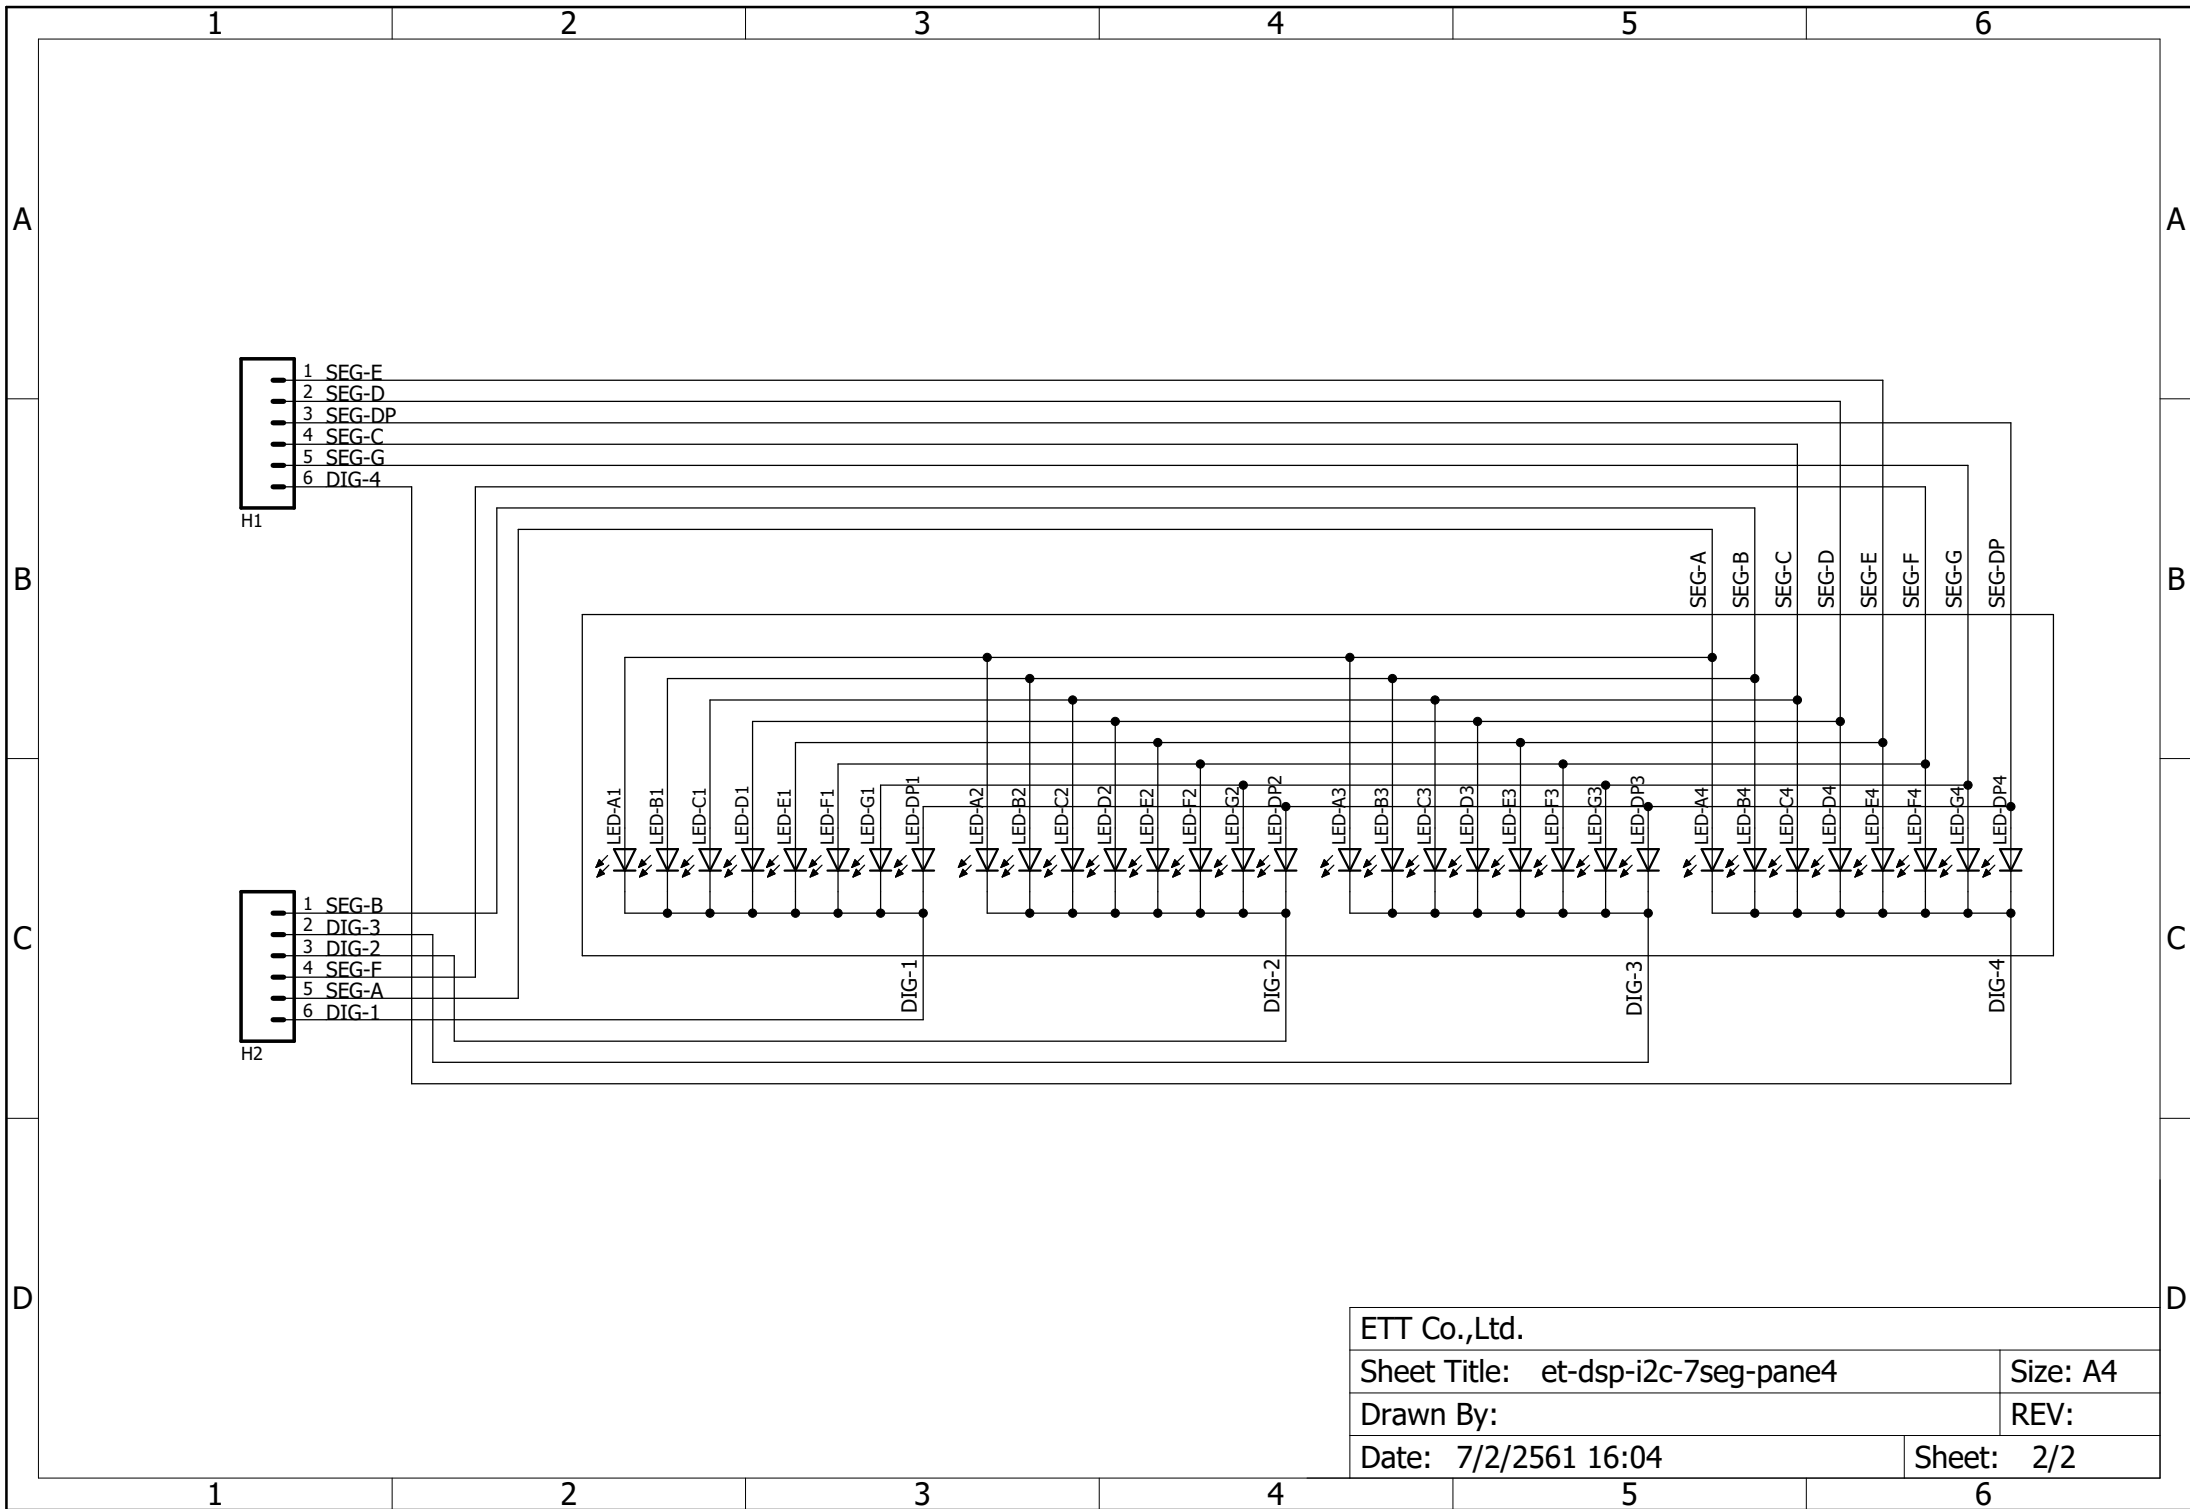 1 2 3 4 5 6
A A
1 SEG-E
2 SEG-D
3 SEG-DP
4 SEG-C
5 SEG-G
6 DIG-4
H1
B B
SEG-A SEG-B SEG-C SEG-D SEG-E SEG-F SEG-G SEG-DP
LED-A1 LED-B1 LED-C1 LED-D1 LED-E1 LED-F1 LED-G1 LED-DP1 LED-A2 LED-B2 LED-C2 LED-D2 LED-E2 LED-F2 LED-G2 LED-DP2 LED-A3 LED-B3 LED-C3 LED-D3 LED-E3 LED-F3 LED-G3 LED-DP3 LED-A4 LED-B4 LED-C4 LED-D4 LED-E4 LED-F4 LED-G4 LED-DP4
1 SEG-B
2 DIG-3
3 DIG-2
4 SEG-F
5 SEG-A
6 DIG-1
H2
C C
DIG-1 DIG-2 DIG-3 DIG-4
D D
ETT Co.,Ltd.
Sheet Title: et-dsp-i2c-7seg-pane4 Size: A4
Drawn By: REV:
Date: 7/2/2561 16:04 Sheet: 2/2
1 2 3 4 5 6